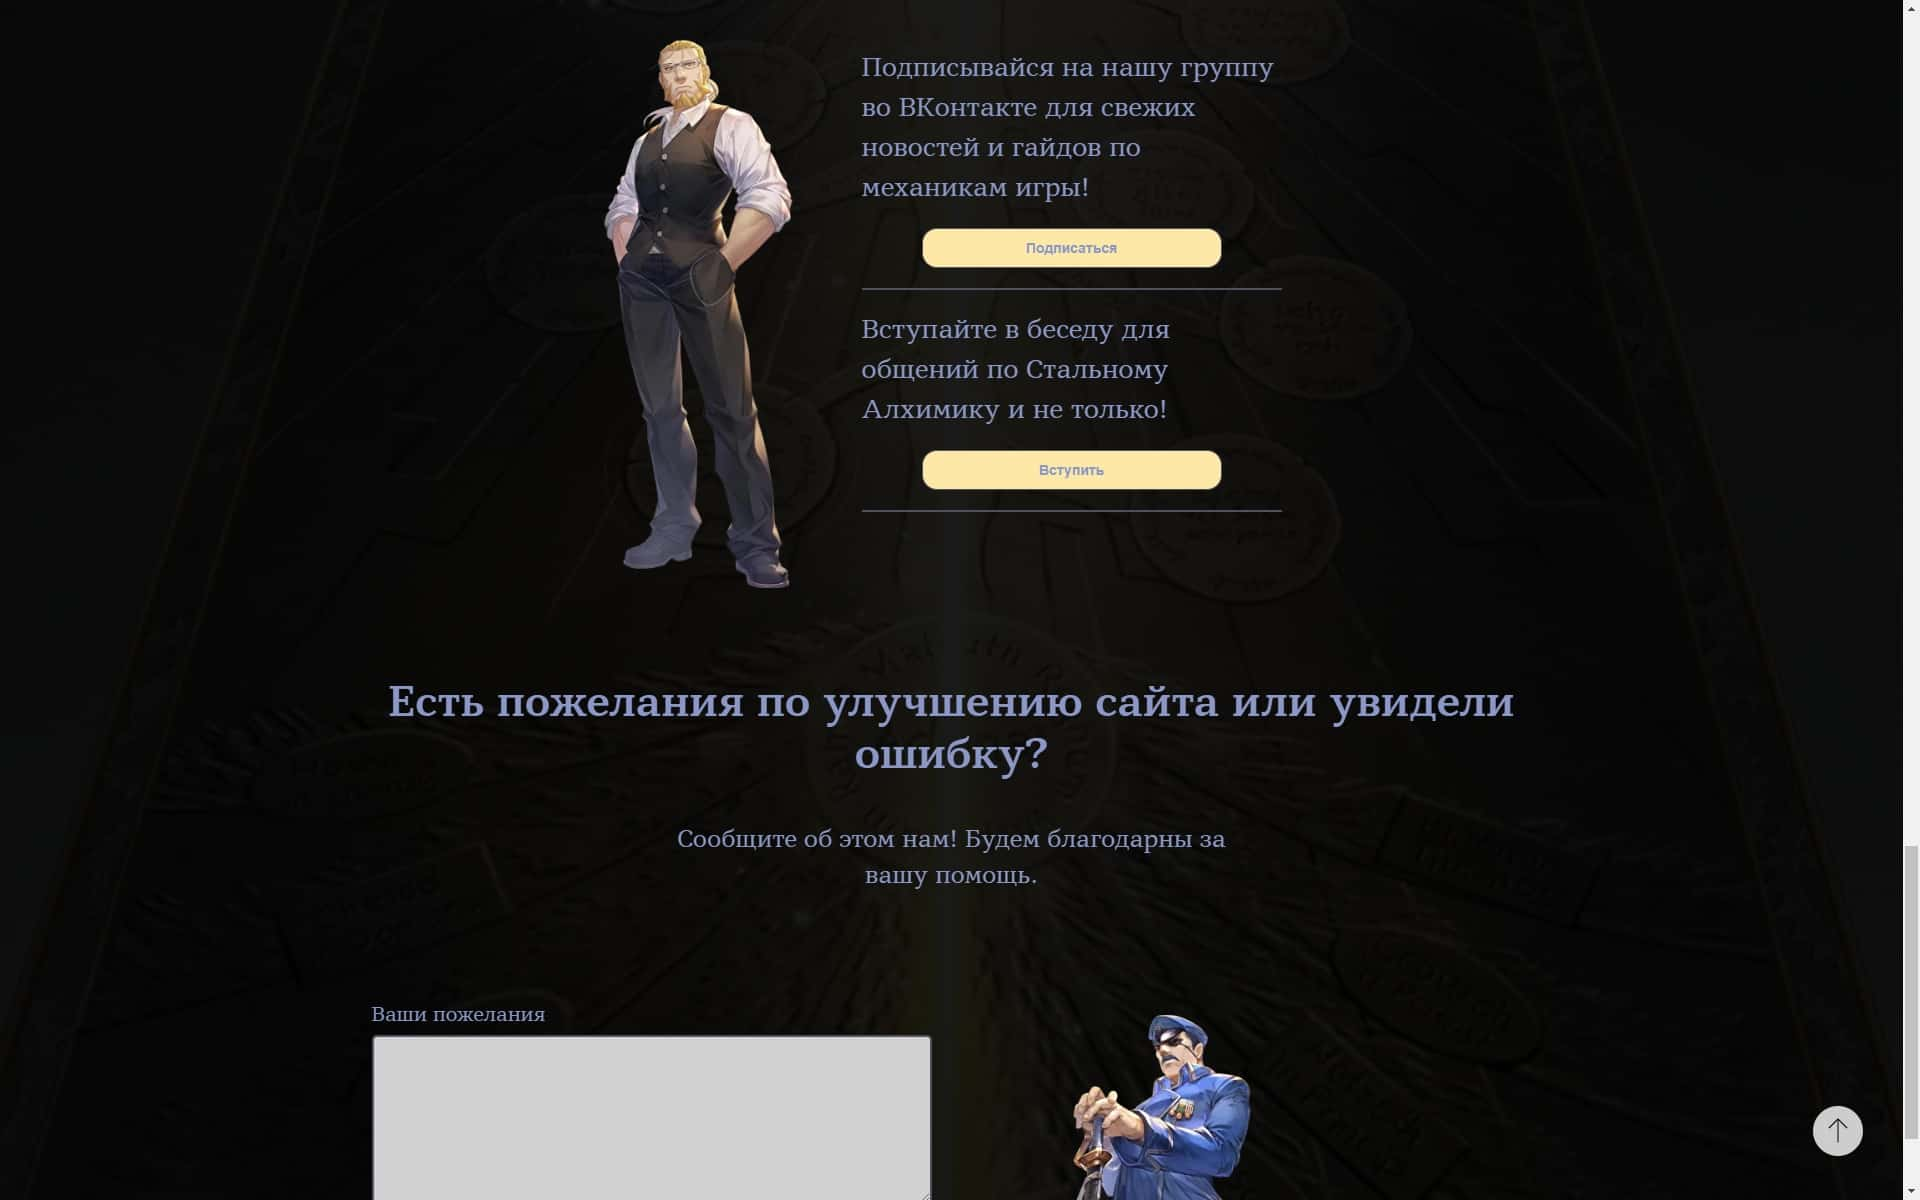 Подписывайся на нашу группу
во ВКонтакте для свежих
новостей и гайдов по
механикам игры!
Подписаться
Вступайте в беседу для
общений по Стальному
Алхимику и не только!
Вступить
Есть пожелания по улучшению сайта или увидели
ошибку?
Сообщите об этом нам! Будем благодарны за
вашу помощь.
Ваши пожелания